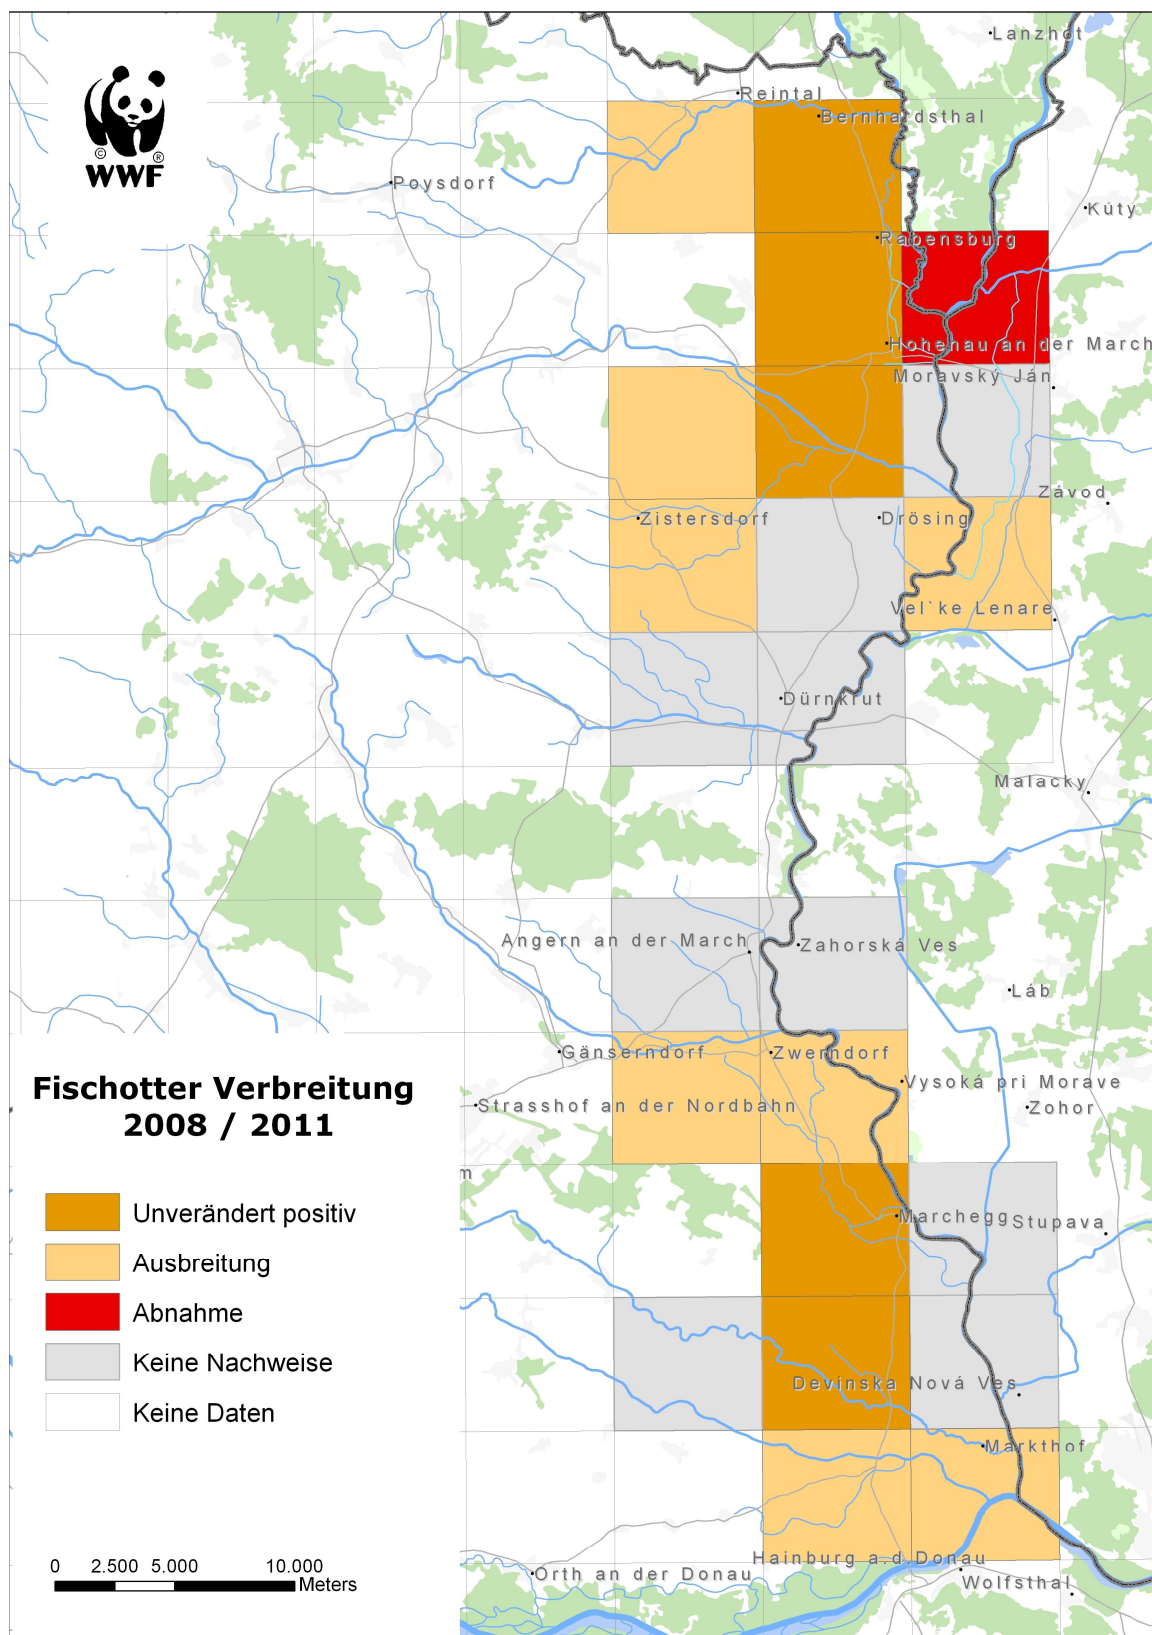 Lanzhot
Reintal
Bernhardsthal
©
®
WWF
Poysdorf
Kúty
Rabensburg
Hohenau an der March
Moravský Ján
Závod
Zistersdorf
Drösing
Vel`ke Lenare
Dürnkrut
Malacky
Angern an der March
Zahorská Ves
Láb
Gänserndorf
Zwerndorf
Vysoká pri Morave
Strasshof an der Nordbahn
Zohor
m
Fischotter Verbreitung
2008 / 2011
Unverändert positiv
Ausbreitung
Abnahme
Keine Nachweise
Keine Daten
Marchegg
Stupava
Devinska Nová Ves
Markthof
Hainburg a.d.Donau
Orth an der Donau
Wolfsthal
0 2.500 5.000 10.000
Meters